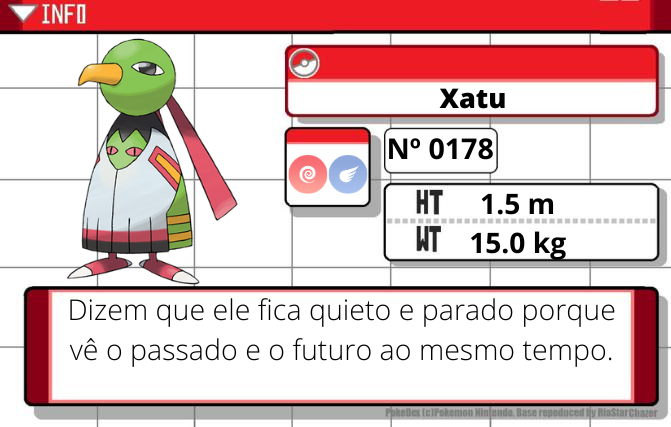 INFO
Xatu
Nº 0178
HT 1.5 m
WT 15.0 kg
Dizem que ele fica quieto e parado porque
vê o passado e o futuro ao mesmo tempo.
PokeDex (c)Pokemon Nintendo. Base repoduced by RiaStarChazer